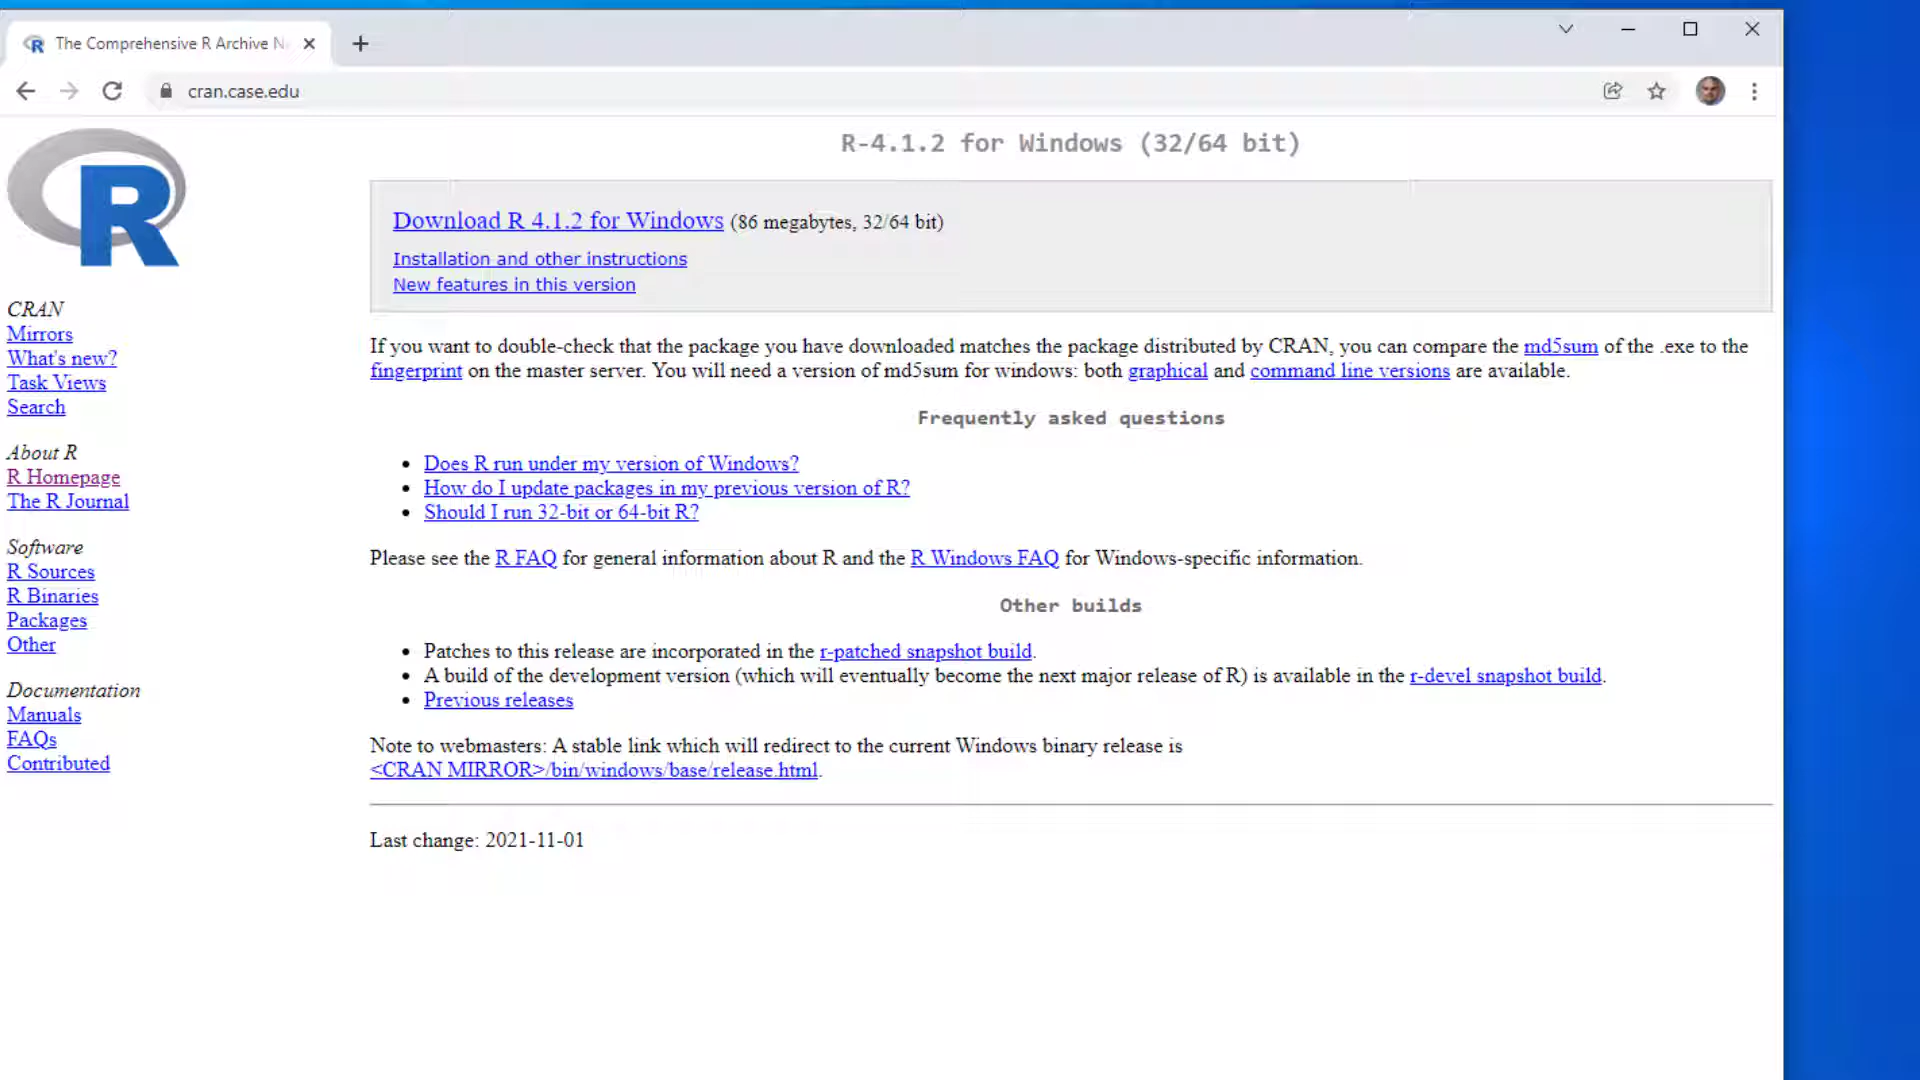 The Comprehensive R Archive N
cran.case.edu
R
CRAN
Mirrors
What's new?
Task Views
Search
About R
R Homepage
The R Journal
Software
R Sources
R Binaries
Packages
Other
Documentation
Manuals
FAQs
Contributed
R-4.1.2 for Windows (32/64 bit)
Download R 4.1.2 for Windows (86 megabytes, 32/64 bit)
Installation and other instructions
New features in this version
If you want to double-check that the package you have downloaded matches the package distributed by CRAN, you can compare the md5sum of the .exe to the
fingerprint on the master server. You will need a version of md5sum for windows: both graphical and command line versions are available.
Frequently asked questions
Does R run under my version of Windows?
How do I update packages in my previous version of R?
Should I run 32-bit or 64-bit R?
Please see the R FAQ for general information about R and the R Windows FAQ for Windows-specific information.
Other builds
Patches to this release are incorporated in the r-patched snapshot build.
A build of the development version (which will eventually become the next major release of R) is available in the r-devel snapshot build.
Previous releases
Note to webmasters: A stable link which will redirect to the current Windows binary release is
<CRAN MIRROR>/bin/windows/base/release.html.
Last change: 2021-11-01